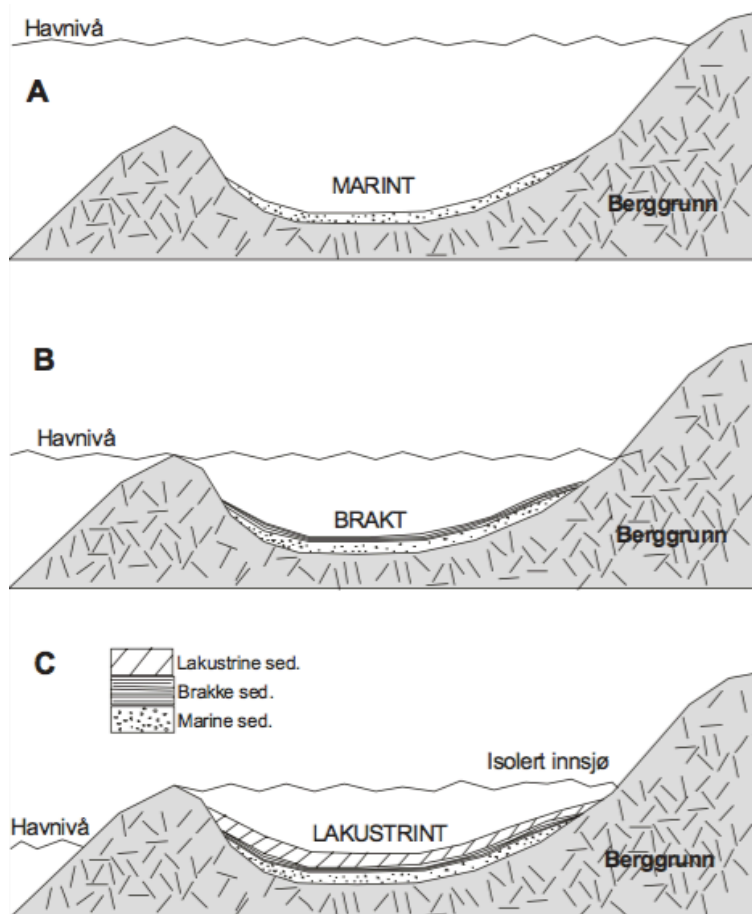 Havnivå
A
MARINT
Berggrunn
B
Havnivå
BRAKT
Berggrunn
C
Lakustrine sed.
Brakke sed.
Marine sed.
Isolert innsjø
Havnivå
LAKUSTRINT
Berggrunn